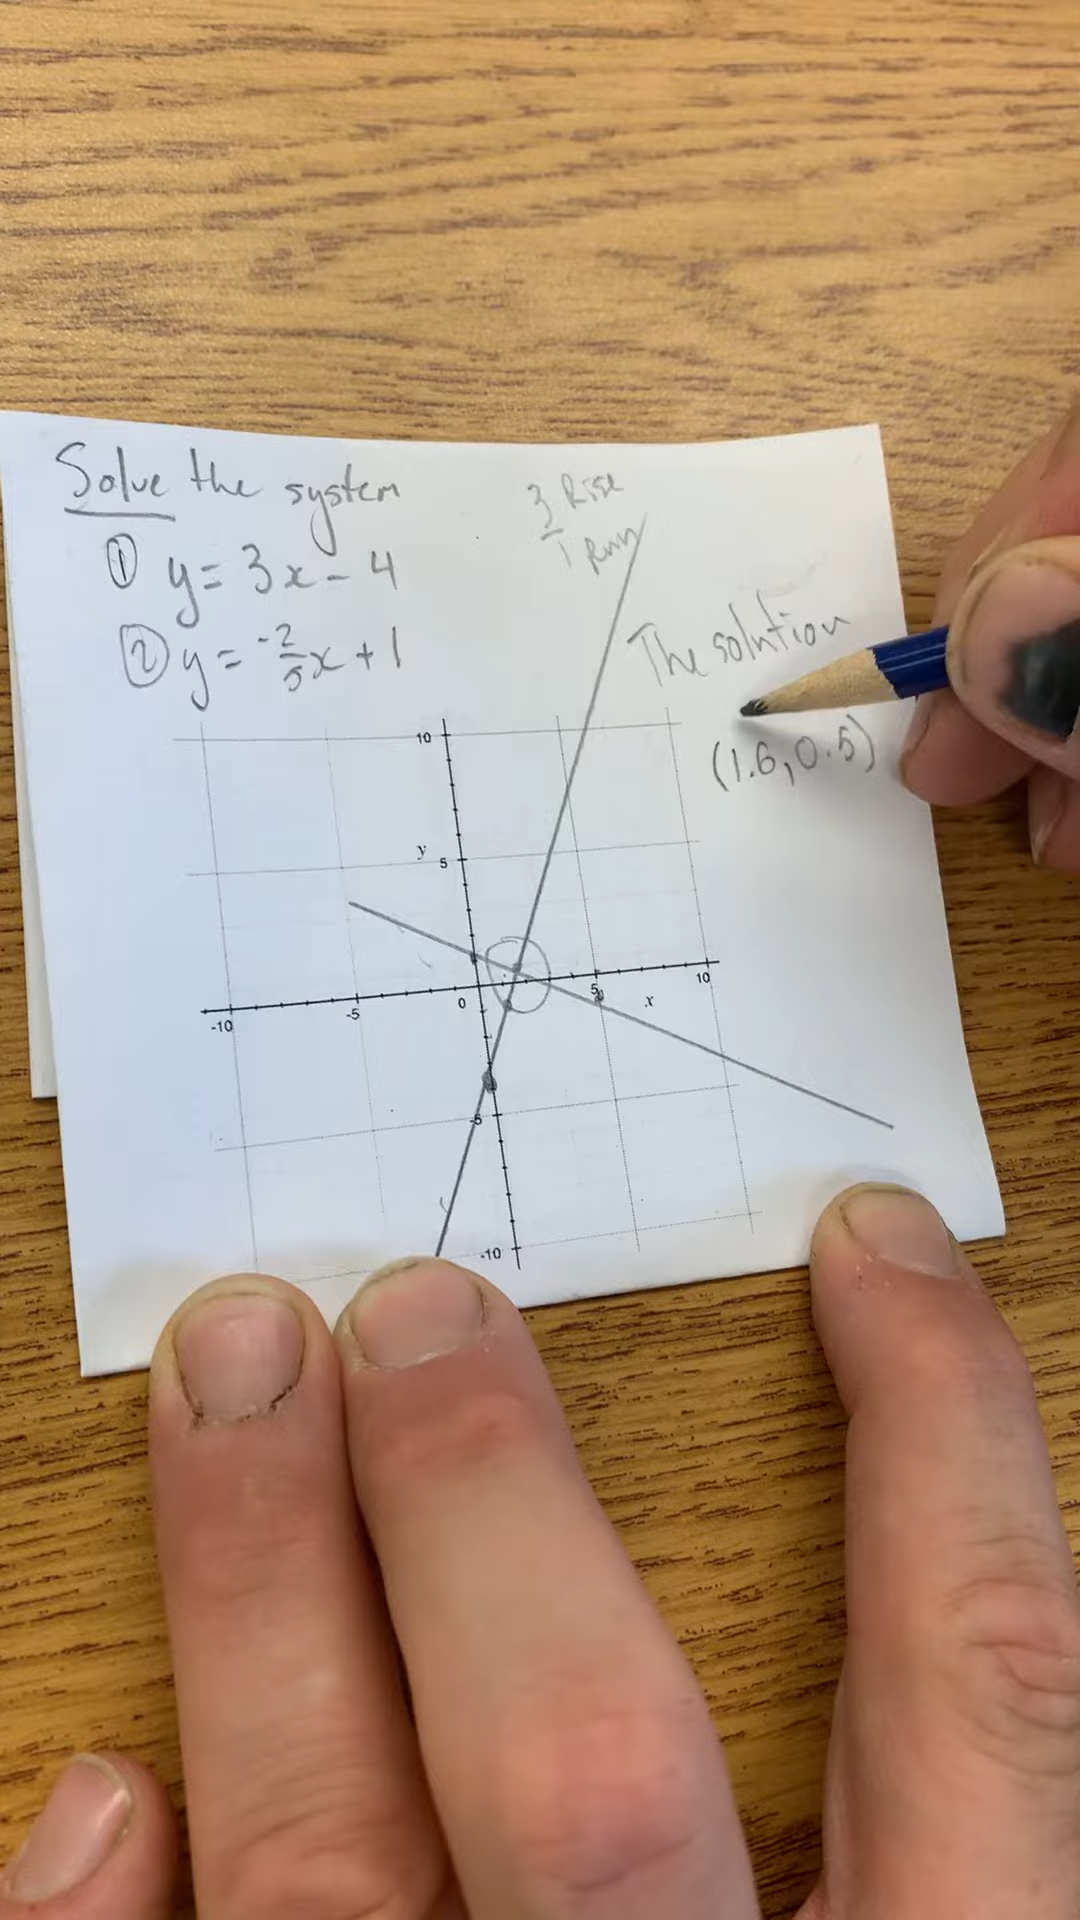 Solve the system
① y = 3x - 4
② y = -2/5 x + 1
3 Rise
1 Run
The solution
(1.6, 0.5)
10
y
5
-10
-5
0
5
x
10
-5
-10